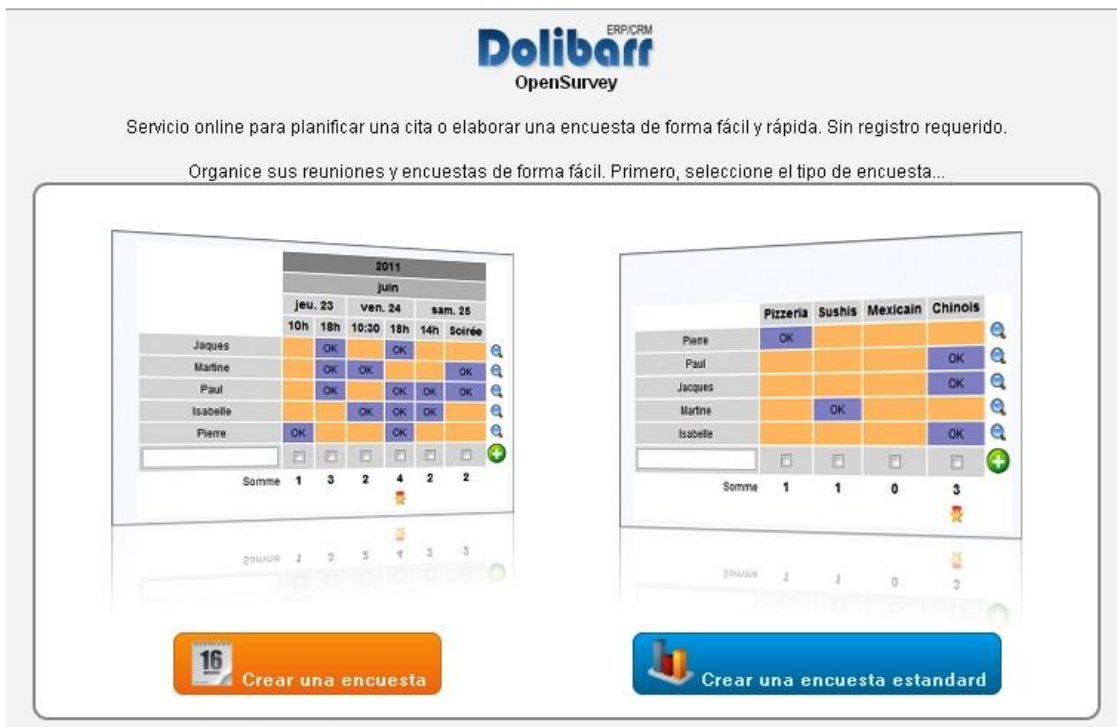 Dolibarr ERP/CRM
OpenSurvey
Servicio online para planificar una cita o elaborar una encuesta de forma fácil y rápida. Sin registro requerido.
Organice sus reuniones y encuestas de forma fácil. Primero, seleccione el tipo de encuesta...
2011
juin
jeu. 23 ven. 24 sam. 25
10h 18h 10:30 18h 14h Soirée
Jaques OK OK
Martine OK OK OK
Paul OK OK OK OK
Isabelle OK OK OK
Pierre OK OK
Somme 1 3 2 4 2 2
Pizzeria Sushis Mexicain Chinois
Pierre OK
Paul OK
Jacques OK
Martine OK
Isabelle OK
Somme 1 1 0 3
16
Crear una encuesta
Crear una encuesta estandard